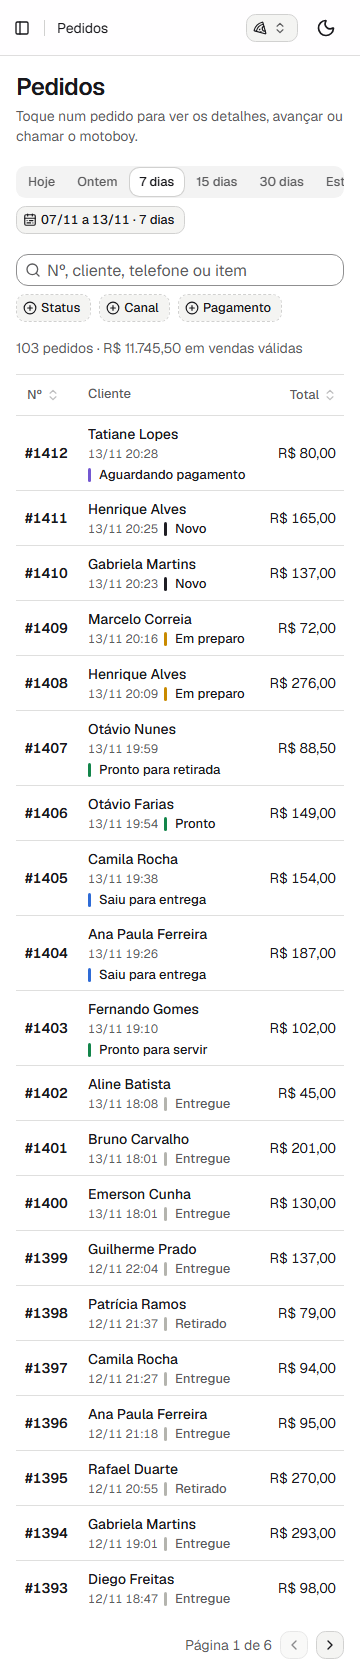 Pedidos
Pedidos
Toque num pedido para ver os detalhes, avançar ou
chamar o motoboy.
Hoje Ontem 7 dias 15 dias 30 dias Est
07/11 a 13/11 · 7 dias
Nº, cliente, telefone ou item
Status Canal Pagamento
103 pedidos · R$ 11.745,50 em vendas válidas
Nº Cliente Total
Tatiane Lopes
#1412 13/11 20:28 R$ 80,00
Aguardando pagamento
Henrique Alves
#1411 13/11 20:25 Novo R$ 165,00
Gabriela Martins
#1410 13/11 20:23 Novo R$ 137,00
Marcelo Correia
#1409 13/11 20:16 Em preparo R$ 72,00
Henrique Alves
#1408 13/11 20:09 Em preparo R$ 276,00
Otávio Nunes
#1407 13/11 19:59 R$ 88,50
Pronto para retirada
Otávio Farias
#1406 13/11 19:54 Pronto R$ 149,00
Camila Rocha
#1405 13/11 19:38 R$ 154,00
Saiu para entrega
Ana Paula Ferreira
#1404 13/11 19:26 R$ 187,00
Saiu para entrega
Fernando Gomes
#1403 13/11 19:10 R$ 102,00
Pronto para servir
Aline Batista
#1402 13/11 18:08 Entregue R$ 45,00
Bruno Carvalho
#1401 13/11 18:01 Entregue R$ 201,00
Emerson Cunha
#1400 13/11 18:01 Entregue R$ 130,00
Guilherme Prado
#1399 12/11 22:04 Entregue R$ 137,00
Patrícia Ramos
#1398 12/11 21:37 Retirado R$ 79,00
Camila Rocha
#1397 12/11 21:27 Entregue R$ 94,00
Ana Paula Ferreira
#1396 12/11 21:18 Entregue R$ 95,00
Rafael Duarte
#1395 12/11 20:55 Retirado R$ 270,00
Gabriela Martins
#1394 12/11 19:01 Entregue R$ 293,00
Diego Freitas
#1393 12/11 18:47 Entregue R$ 98,00
Página 1 de 6